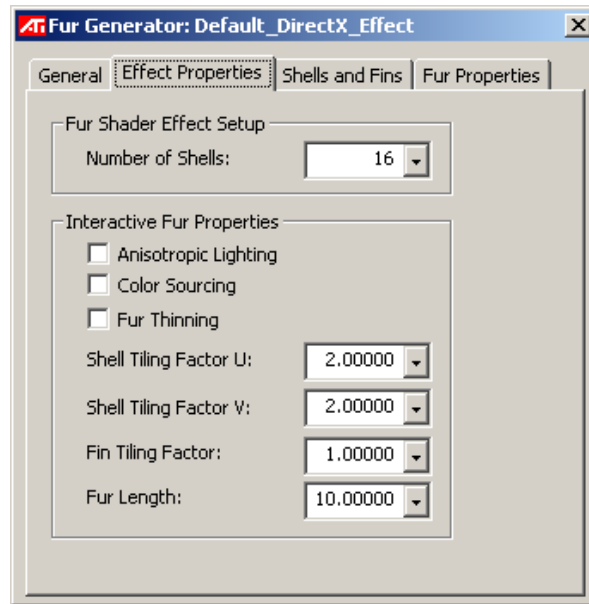 ATI Fur Generator: Default_DirectX_Effect
General Effect Properties Shells and Fins Fur Properties
Fur Shader Effect Setup
Number of Shells: 16
Interactive Fur Properties
Anisotropic Lighting
Color Sourcing
Fur Thinning
Shell Tiling Factor U: 2.00000
Shell Tiling Factor V: 2.00000
Fin Tiling Factor: 1.00000
Fur Length: 10.00000